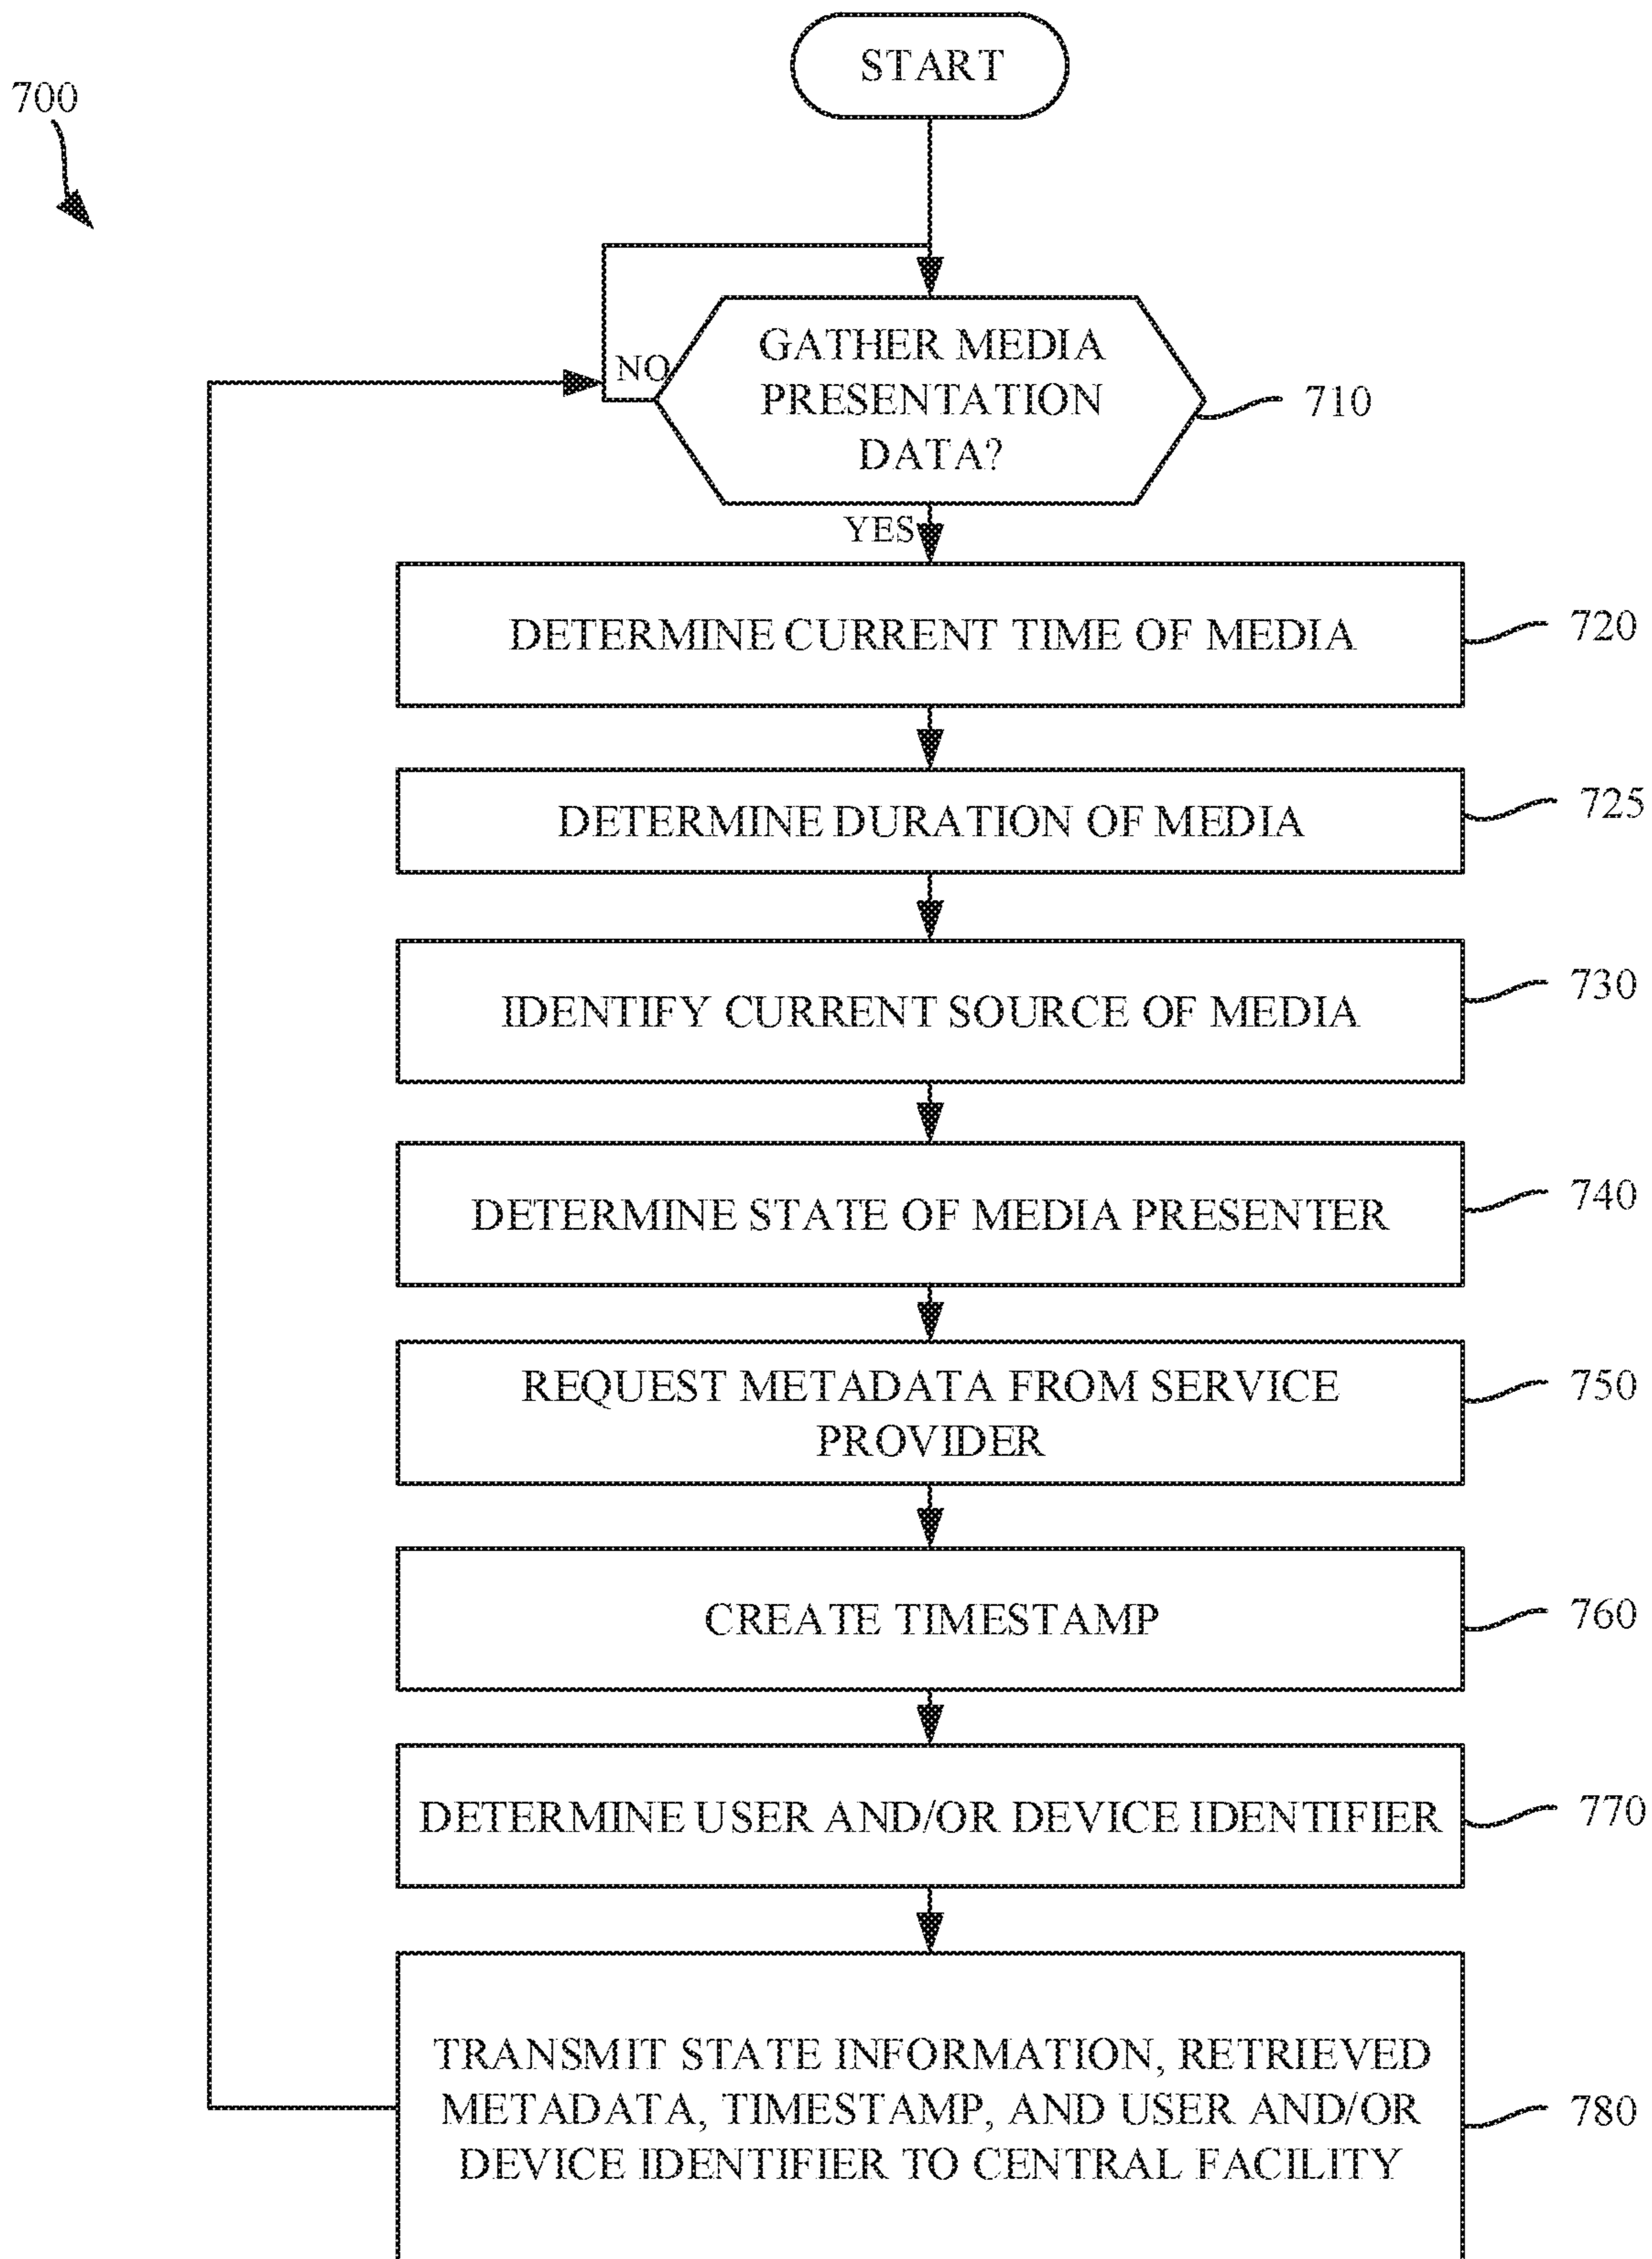 START
700
GATHER MEDIA
PRESENTATION
DATA?
NO
710
YES
DETERMINE CURRENT TIME OF MEDIA
720
DETERMINE DURATION OF MEDIA
725
IDENTIFY CURRENT SOURCE OF MEDIA
730
DETERMINE STATE OF MEDIA PRESENTER
740
REQUEST METADATA FROM SERVICE
PROVIDER
750
CREATE TIMESTAMP
760
DETERMINE USER AND/OR DEVICE IDENTIFIER
770
TRANSMIT STATE INFORMATION, RETRIEVED
METADATA, TIMESTAMP, AND USER AND/OR
DEVICE IDENTIFIER TO CENTRAL FACILITY
780